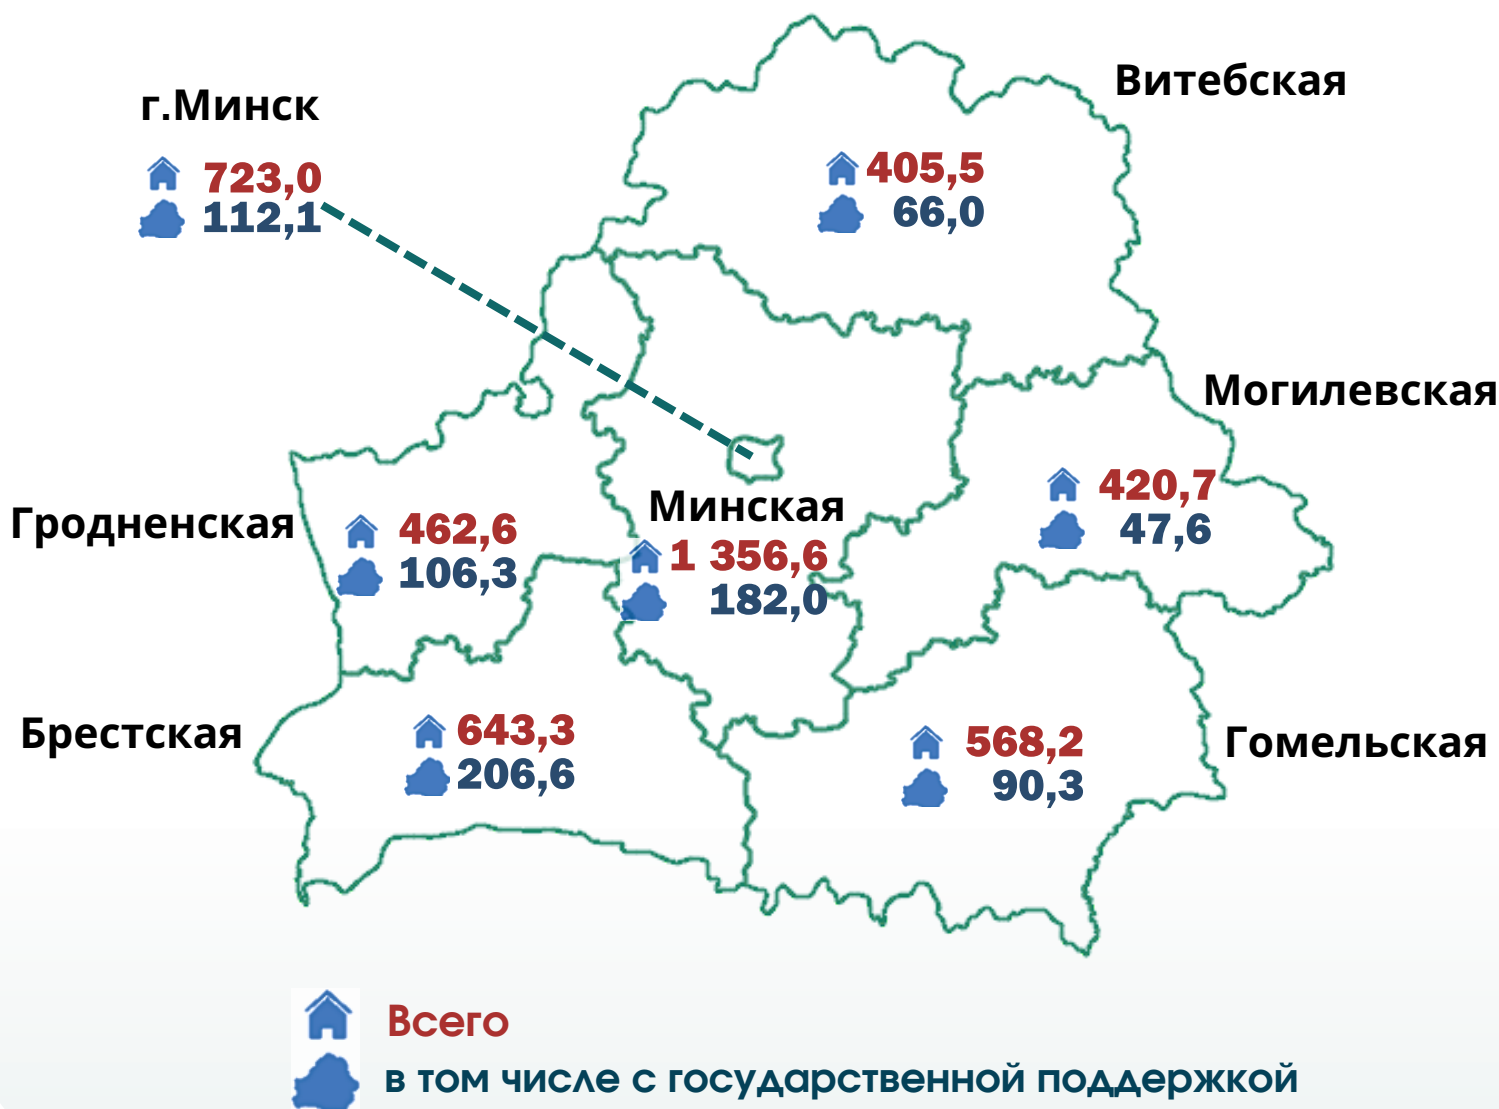 Витебская
г.Минск
405,5
66,0
723,0
112,1
Могилевская
420,7
47,6
Минская
1 356,6
182,0
Гродненская
462,6
106,3
Брестская
643,3
206,6
Гомельская
568,2
90,3
Всего
в том числе с государственной поддержкой